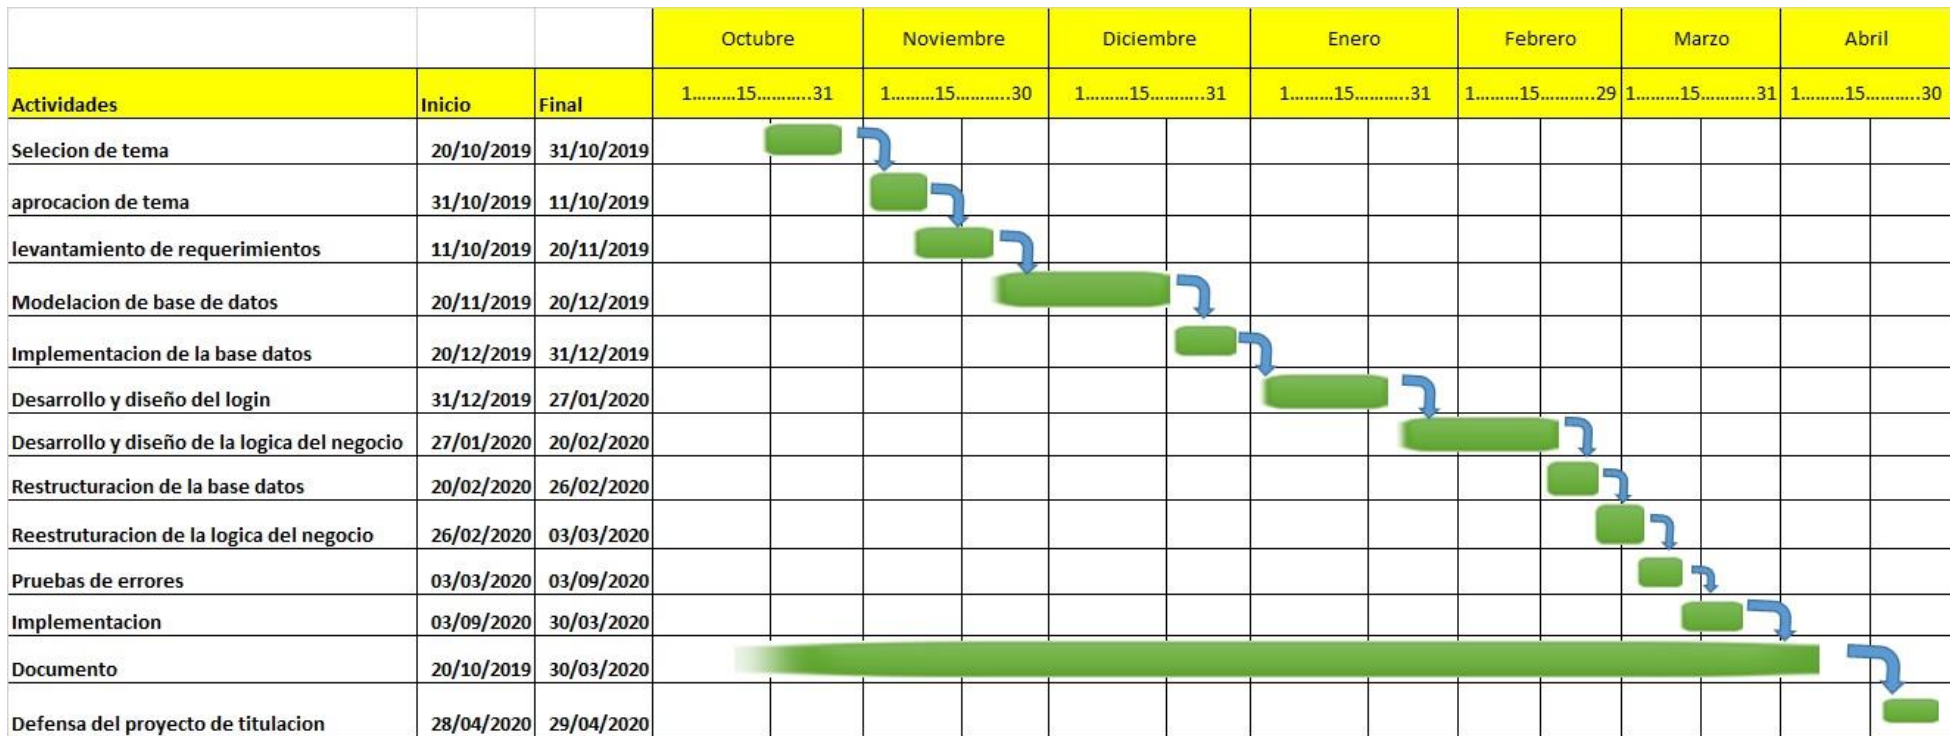 Octubre Noviembre Diciembre Enero Febrero Marzo Abril
Actividades Inicio Final 1.........15...........31 1.........15...........30 1.........15...........31 1.........15...........31 1.........15...........29 1.........15...........31 1.........15...........30
Selecion de tema 20/10/2019 31/10/2019
aprocacion de tema 31/10/2019 11/10/2019
levantamiento de requerimientos 11/10/2019 20/11/2019
Modelacion de base de datos 20/11/2019 20/12/2019
Implementacion de la base datos 20/12/2019 31/12/2019
Desarrollo y diseño del login 31/12/2019 27/01/2020
Desarrollo y diseño de la logica del negocio 27/01/2020 20/02/2020
Restructuracion de la base datos 20/02/2020 26/02/2020
Reestruturacion de la logica del negocio 26/02/2020 03/03/2020
Pruebas de errores 03/03/2020 03/09/2020
Implementacion 03/09/2020 30/03/2020
Documento 20/10/2019 30/03/2020
Defensa del proyecto de titulacion 28/04/2020 29/04/2020